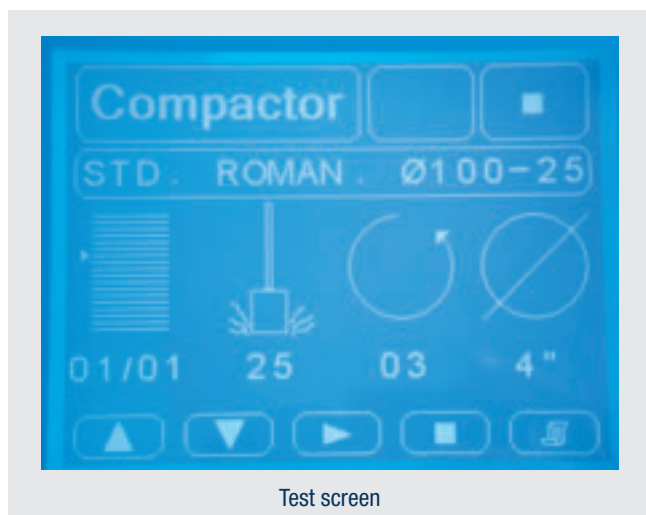 Compactor
STD. ROMAN. Ø100-25
01/01 25 03 4"
Test screen